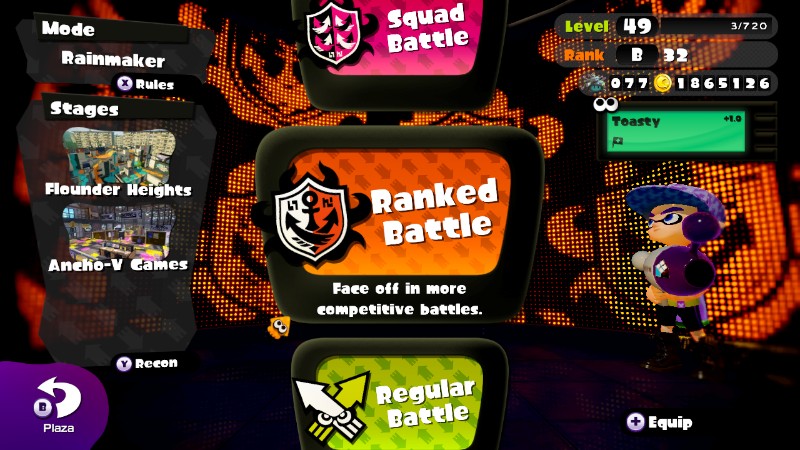 Mode
Rainmaker
X Rules
Stages
Flounder Heights
Ancho-V Games
Y Recon
B
Plaza
Squad
Battle
Ranked
Battle
Face off in more
competitive battles.
Regular
Battle
Level 49 3/720
Rank B 32
077 1865126
Toasty +1.0
+ Equip